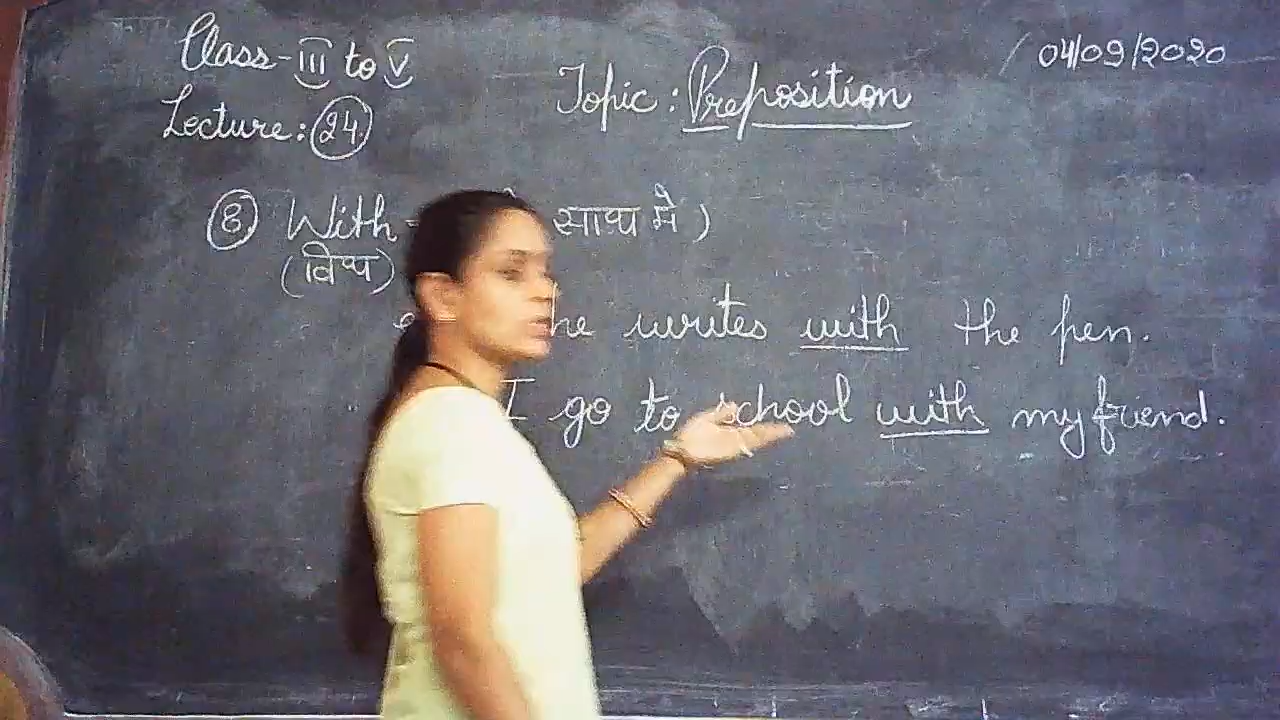 Class-III to V
04/09/2020
Topic: Preposition
Lecture: 24
8 With - साथ में )
(विथ)
he writes with the pen.
I go to school with my friend.